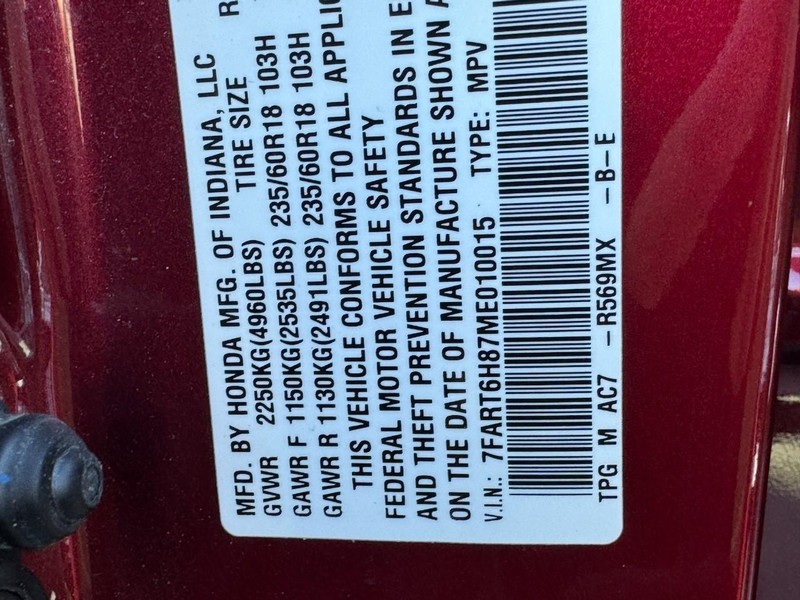 MFD. BY HONDA MFG. OF INDIANA, LLC
GVWR 2250KG(4960LBS) TIRE SIZE R
GAWR F 1150KG(2535LBS) 235/60R18 103H
GAWR R 1130KG(2491LBS) 235/60R18 103H
THIS VEHICLE CONFORMS TO ALL APPLIC
FEDERAL MOTOR VEHICLE SAFETY
AND THEFT PREVENTION STANDARDS IN E
ON THE DATE OF MANUFACTURE SHOWN A
V.I.N.: 7FART6H87ME010015 TYPE: MPV
TPG M AC7 -R569MX -B-E